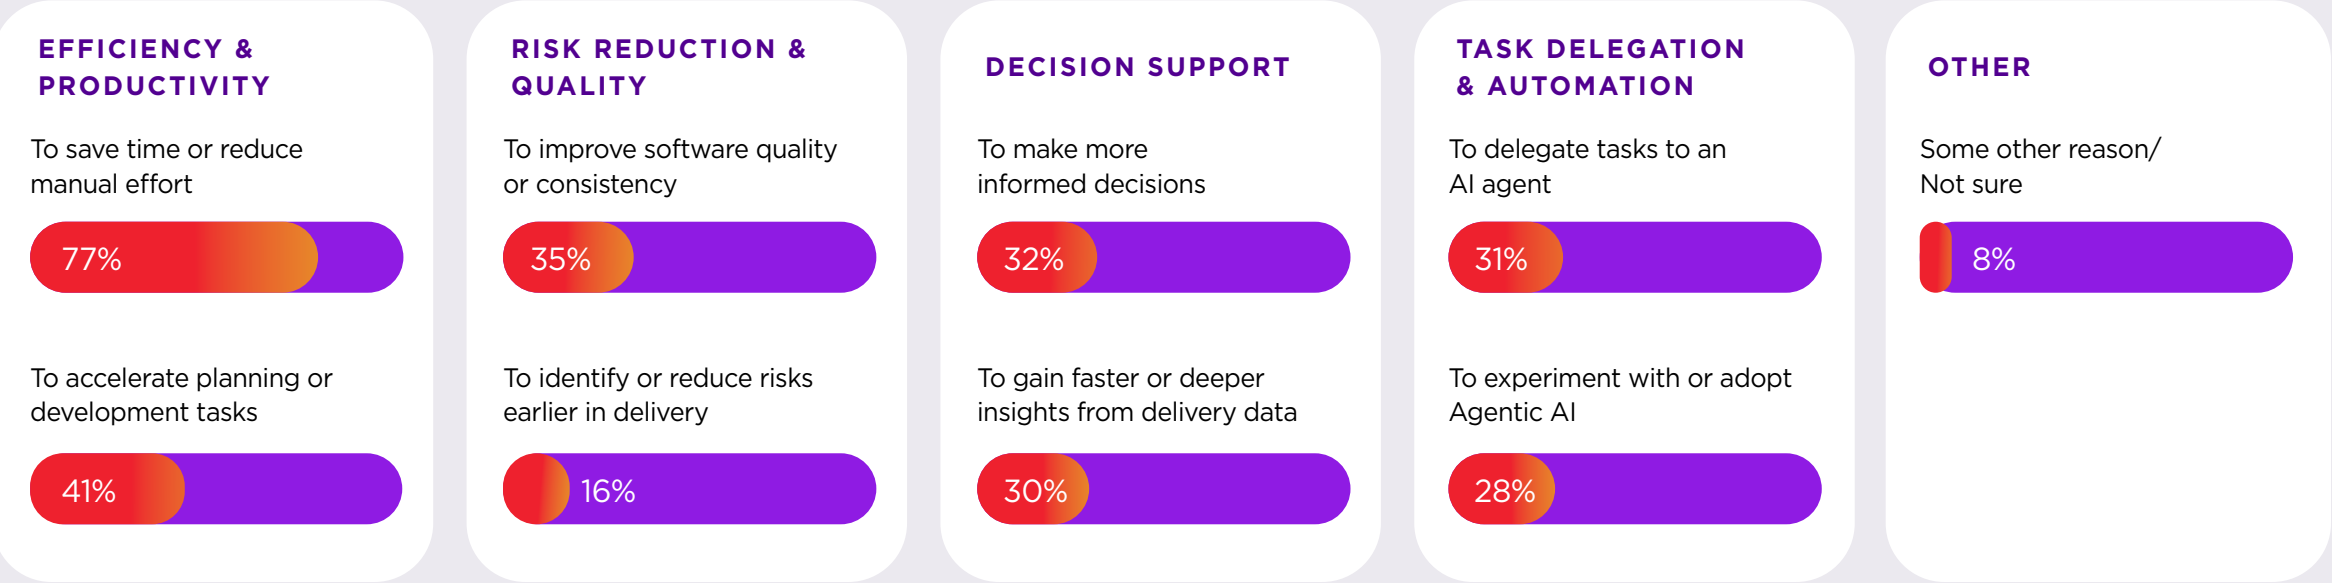 EFFICIENCY &
PRODUCTIVITY
To save time or reduce
manual effort
77%
To accelerate planning or
development tasks
41%
RISK REDUCTION &
QUALITY
To improve software quality
or consistency
35%
To identify or reduce risks
earlier in delivery
16%
DECISION SUPPORT
To make more
informed decisions
32%
To gain faster or deeper
insights from delivery data
30%
TASK DELEGATION
& AUTOMATION
To delegate tasks to an
AI agent
31%
To experiment with or adopt
Agentic AI
28%
OTHER
Some other reason/
Not sure
8%